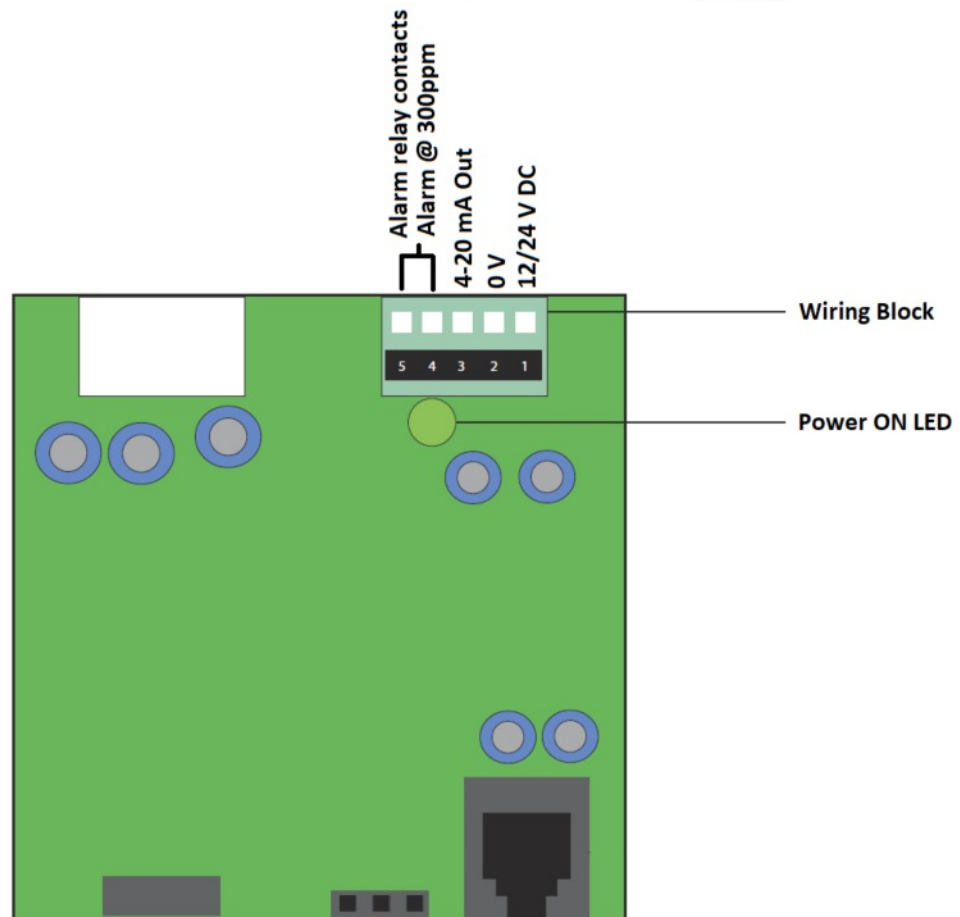 Alarm relay contacts
Alarm @ 300ppm
4-20 mA Out
0 V
12/24 V DC
Wiring Block
5 4 3 2 1
Power ON LED